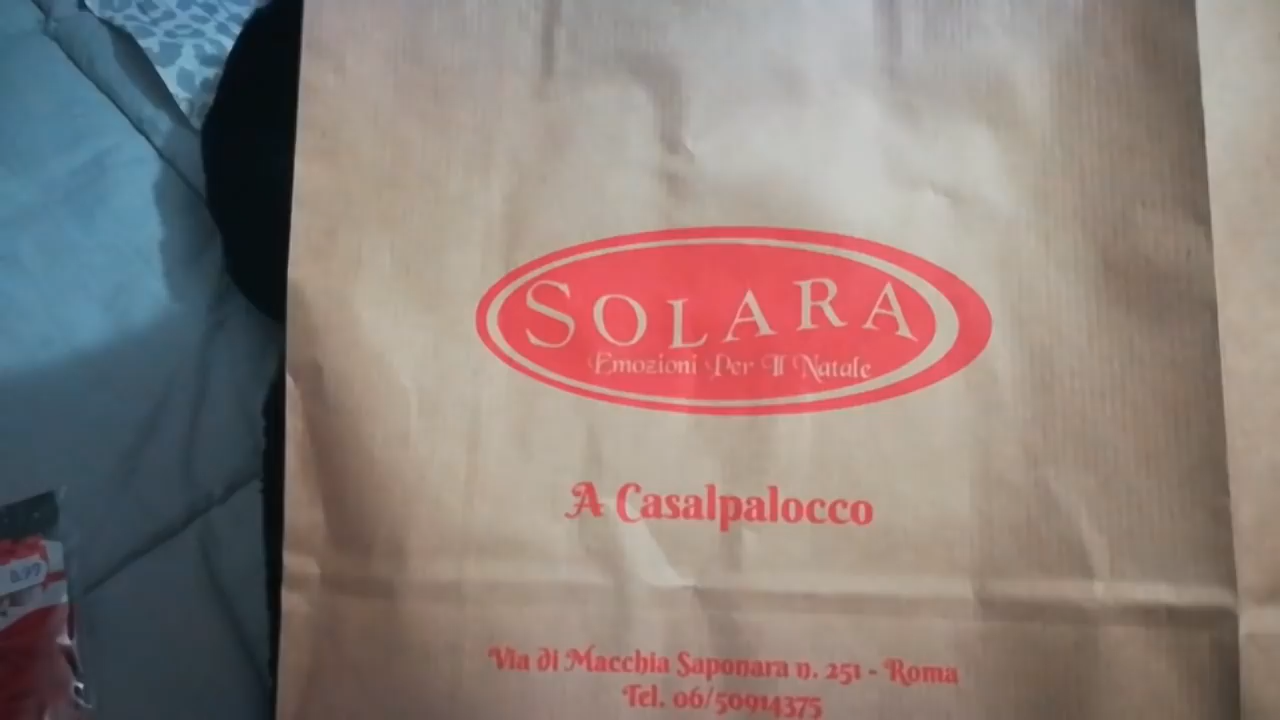 SOLARA
Emozioni Per Il Natale
A Casalpalocco
Via di Macchia Saponara n. 251 - Roma
Tel. 06/50914375